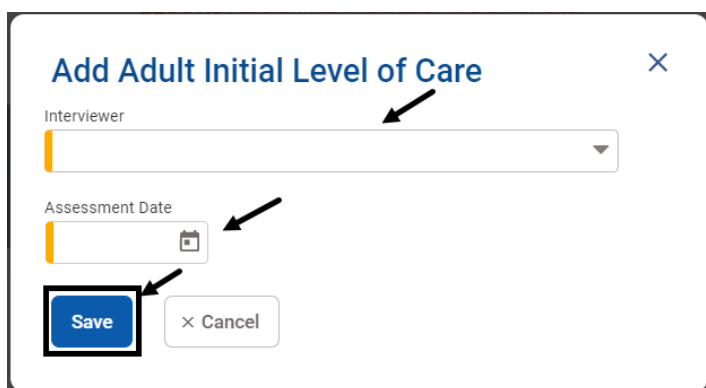 Add Adult Initial Level of Care
Interviewer
Assessment Date
Save
× Cancel